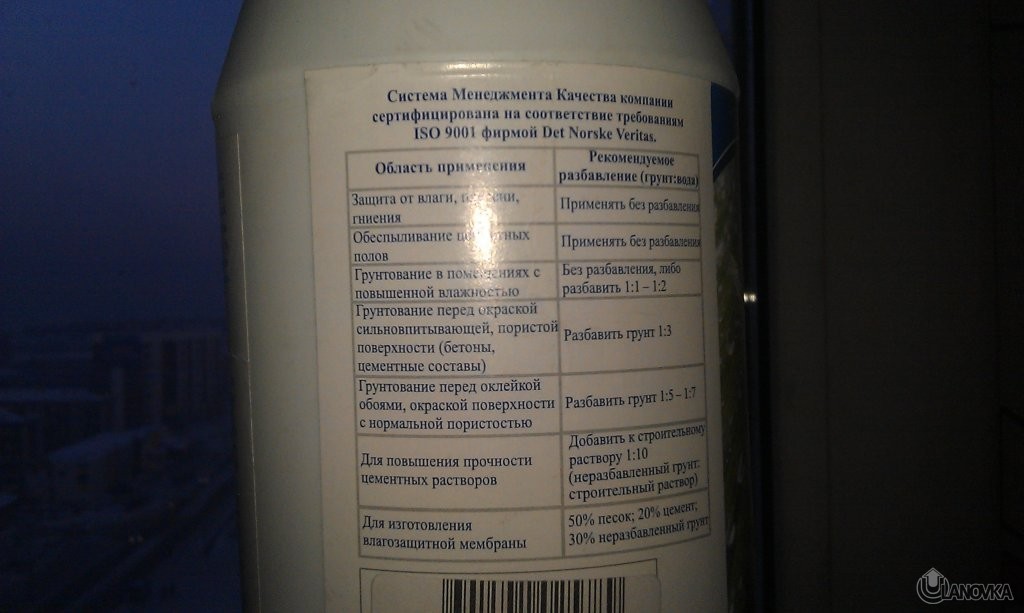 Система Менеджмента Качества компании
сертифицирована на соответствие требованиям
ISO 9001 фирмой Det Norske Veritas.
Область применения
Рекомендуемое
разбавление (грунт:вода)
Защита от влаги,
гниения
Применять без разбавления
Обеспыливание
полов
Применять без разбавления
Грунтование в помещениях с
повышенной влажностью
Без разбавления, либо
разбавить 1:1 – 1:2
Грунтование перед окраской
сильновпитывающей, пористой
поверхности (бетоны,
цементные составы)
Разбавить грунт 1:3
Грунтование перед оклейкой
обоями, окраской поверхности
с нормальной пористостью
Разбавить грунт 1:5 – 1:7
Для повышения прочности
цементных растворов
Добавить к строительному
раствору 1:10
(неразбавленный грунт:
строительный раствор)
Для изготовления
влагозащитной мембраны
50% песок; 20% цемент;
30% неразбавленный грунт
ULANOVKA